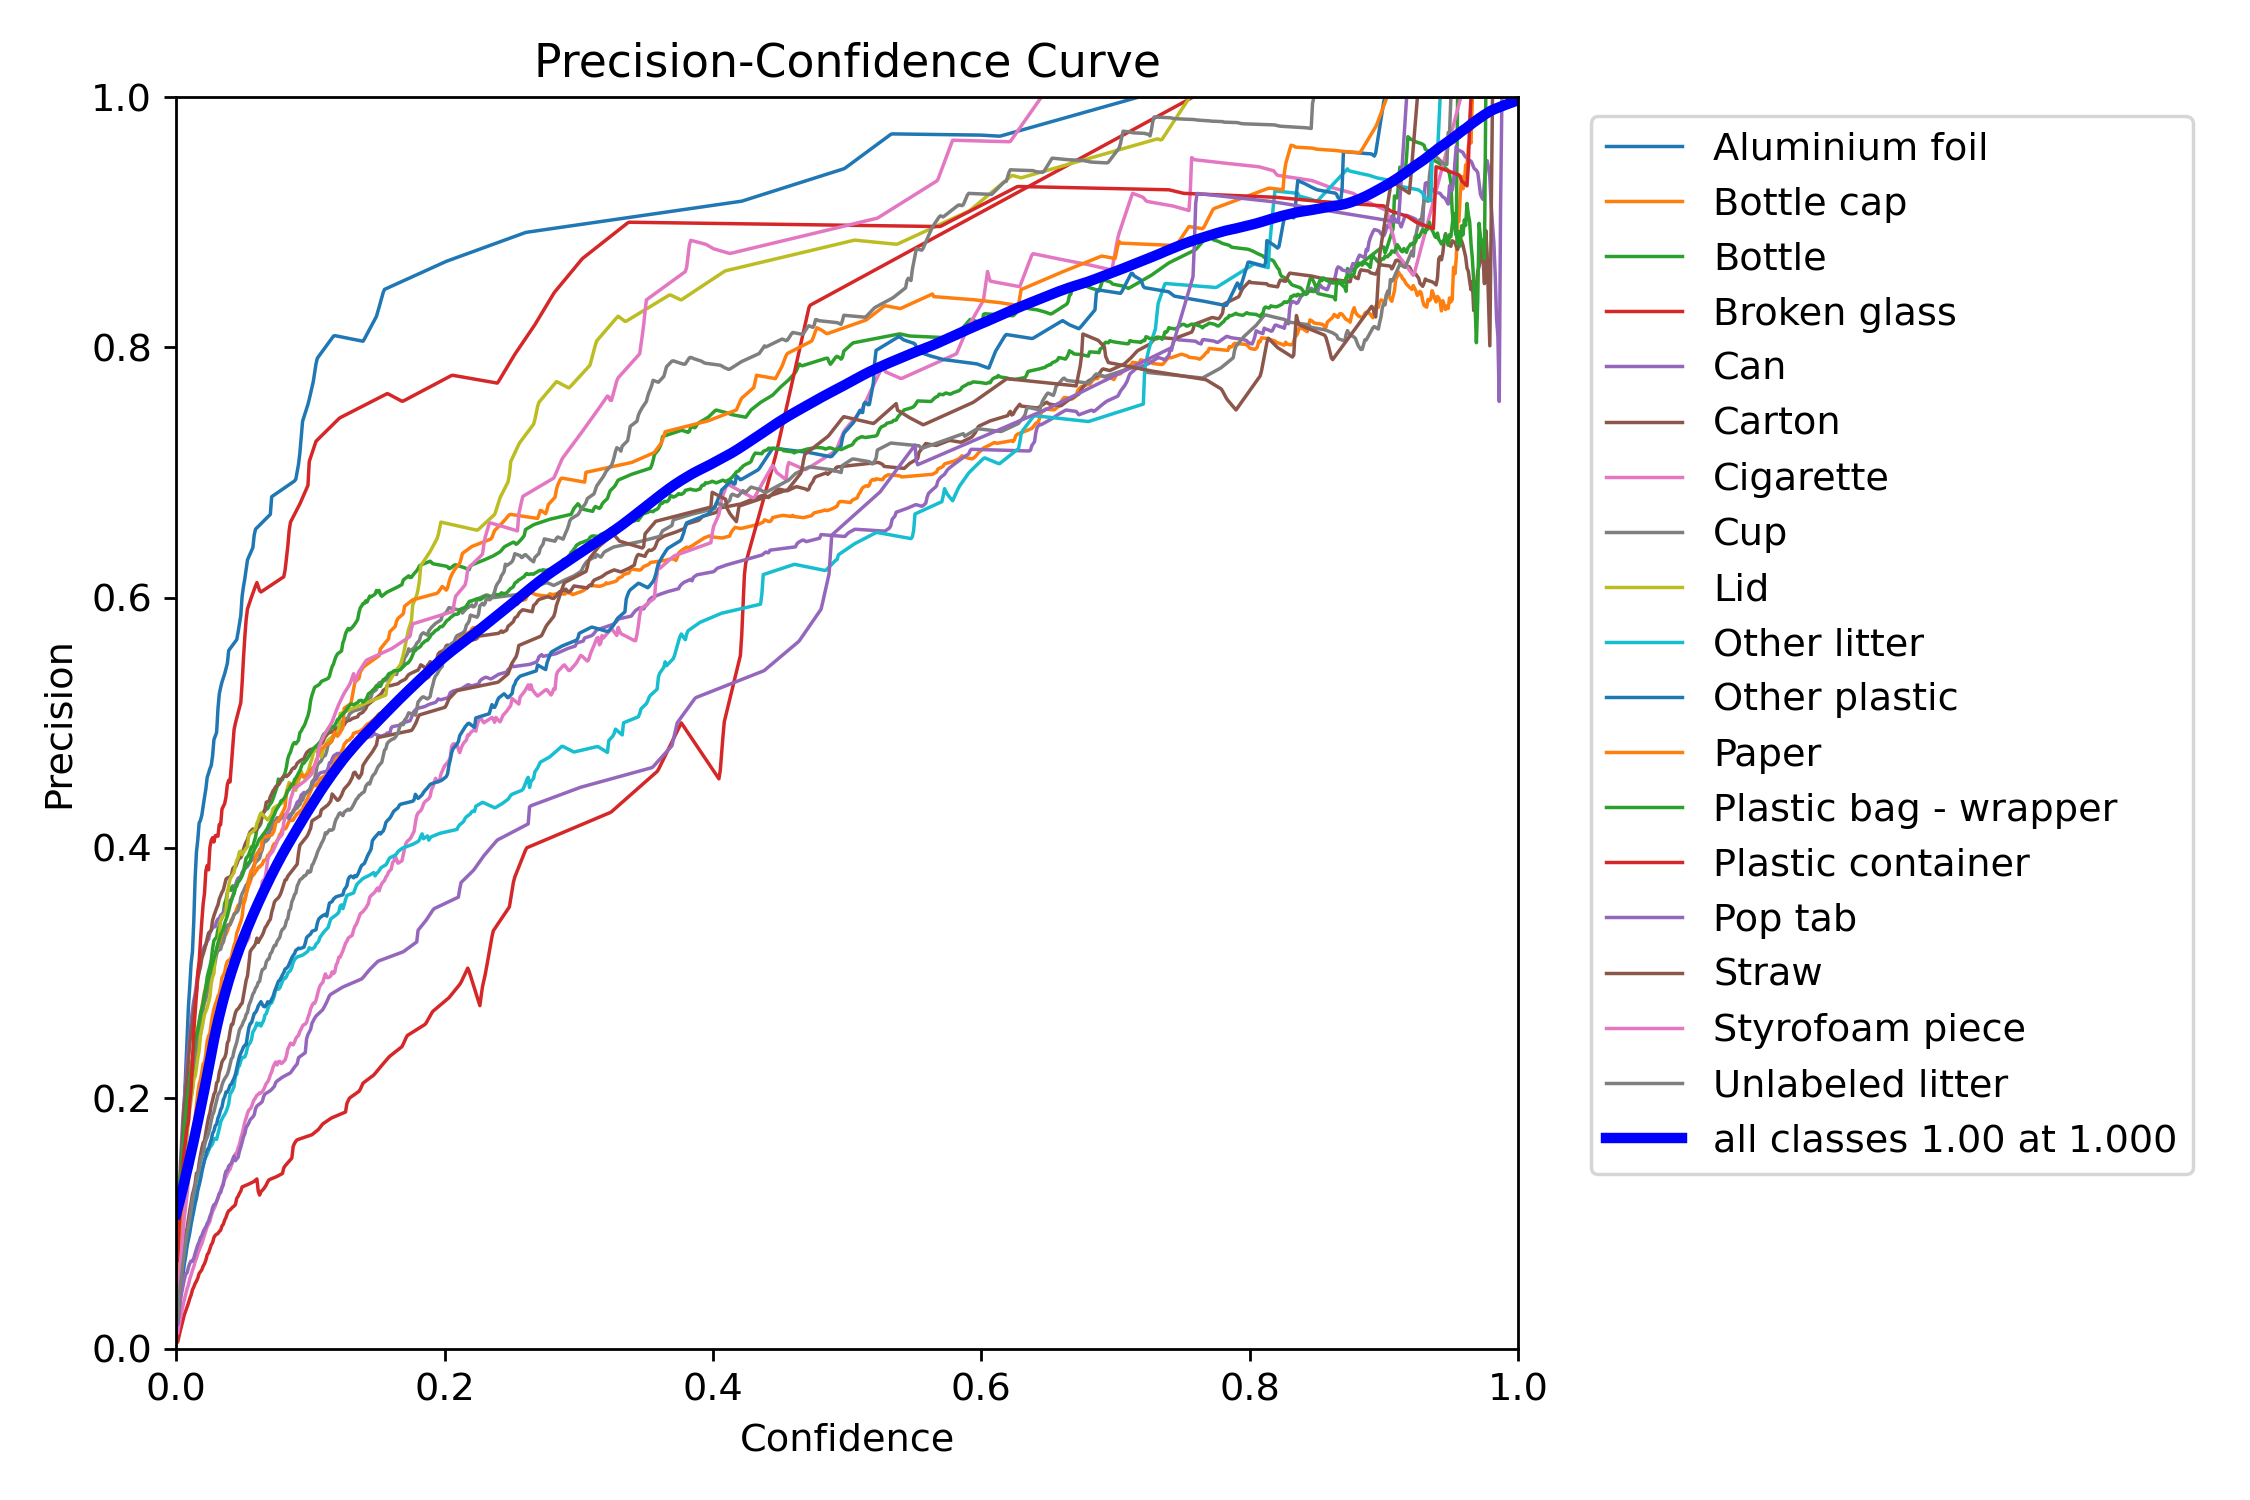 Precision-Confidence Curve
1.0
0.8
0.6
0.4
0.2
0.0
Precision
0.0 0.2 0.4 0.6 0.8 1.0
Confidence
Aluminium foil
Bottle cap
Bottle
Broken glass
Can
Carton
Cigarette
Cup
Lid
Other litter
Other plastic
Paper
Plastic bag - wrapper
Plastic container
Pop tab
Straw
Styrofoam piece
Unlabeled litter
all classes 1.00 at 1.000